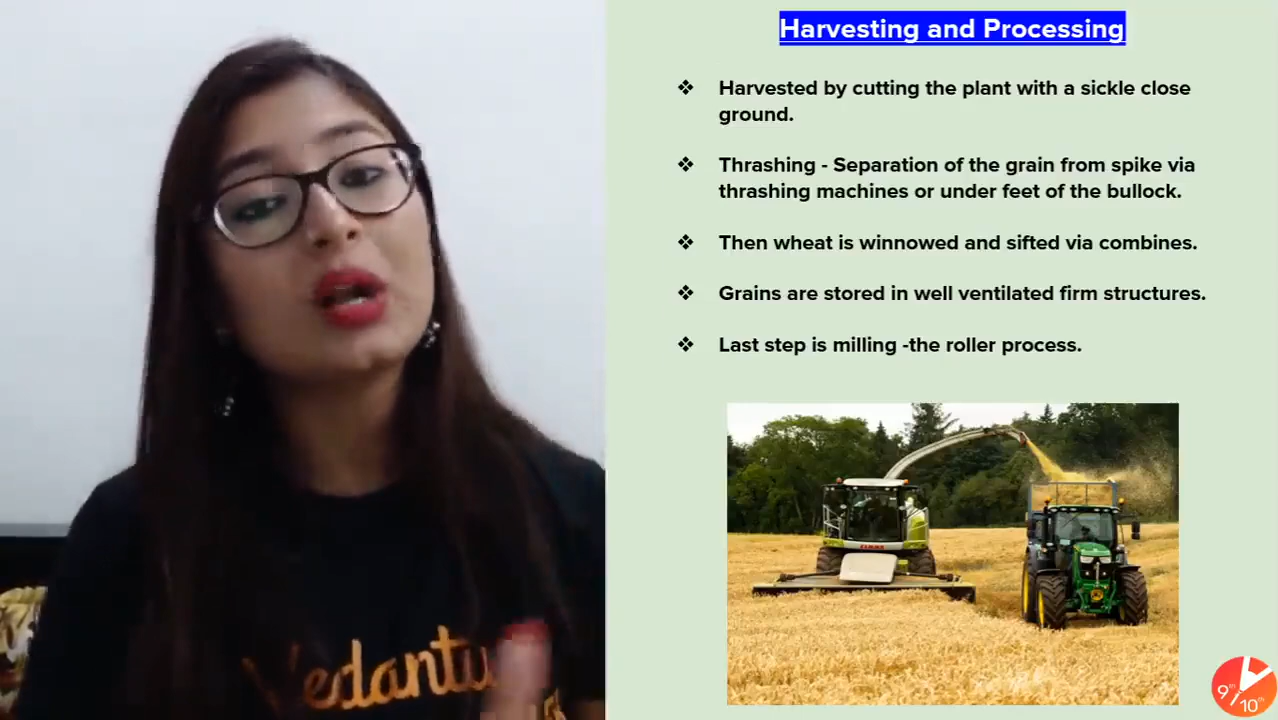 Harvesting and Processing
❖ Harvested by cutting the plant with a sickle close
ground.
❖ Thrashing - Separation of the grain from spike via
thrashing machines or under feet of the bullock.
❖ Then wheat is winnowed and sifted via combines.
❖ Grains are stored in well ventilated firm structures.
❖ Last step is milling -the roller process.
CLAAS
Vedantu
9th
10th